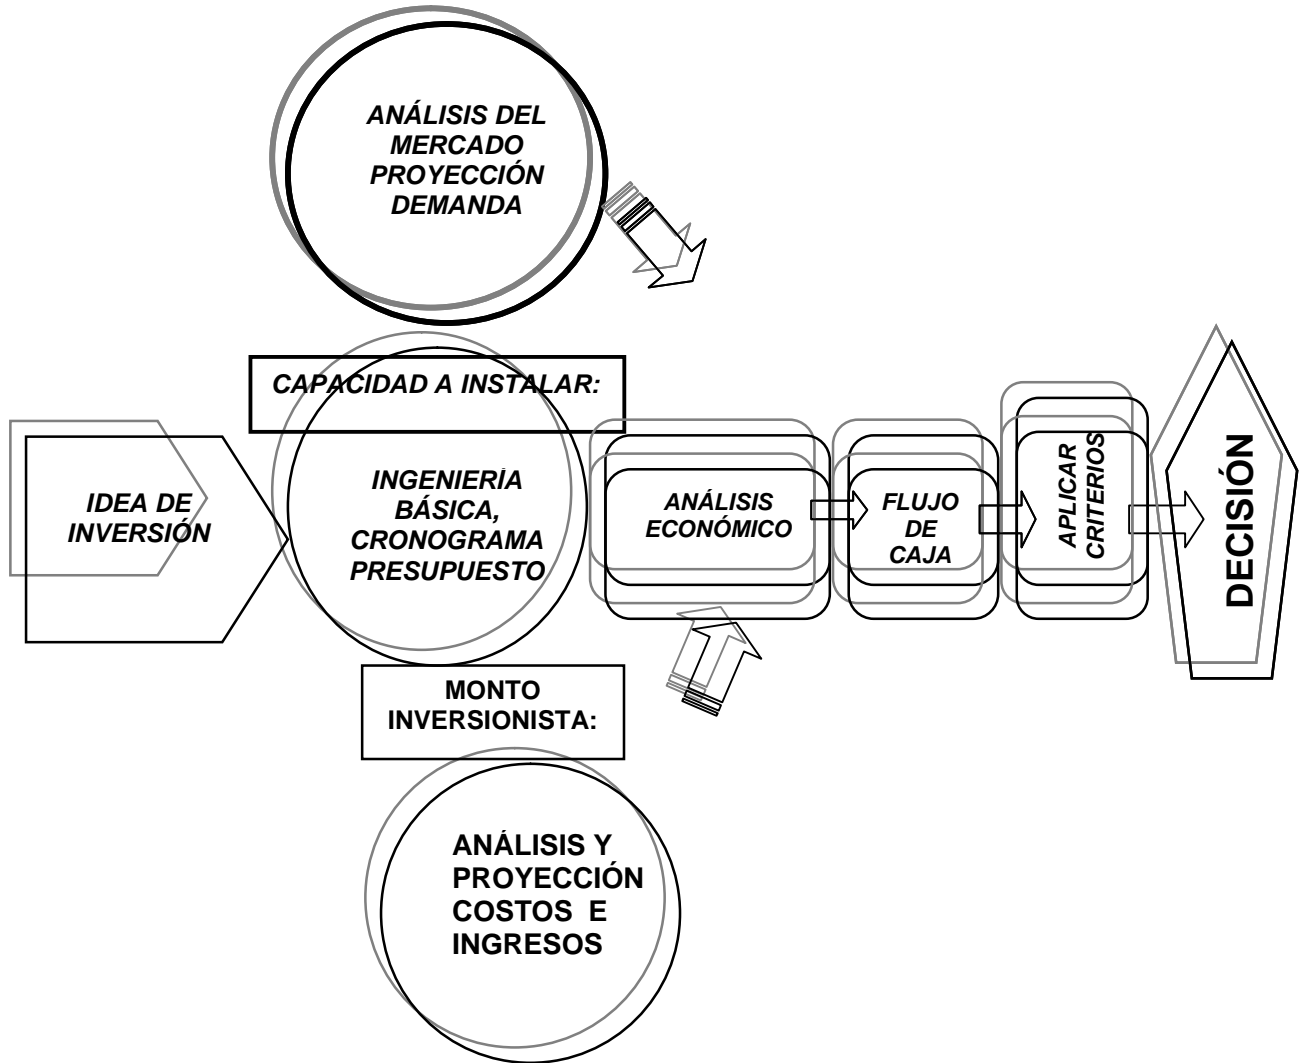 ANÁLISIS DEL
MERCADO
PROYECCIÓN
DEMANDA
CAPACIDAD A INSTALAR:
IDEA DE
INVERSIÓN
INGENIERÍA
BÁSICA,
CRONOGRAMA
PRESUPUESTO
ANÁLISIS
ECONÓMICO
FLUJO
DE
CAJA
APLICAR
CRITERIOS
DECISIÓN
MONTO
INVERSIONISTA:
ANÁLISIS Y
PROYECCIÓN
COSTOS E
INGRESOS